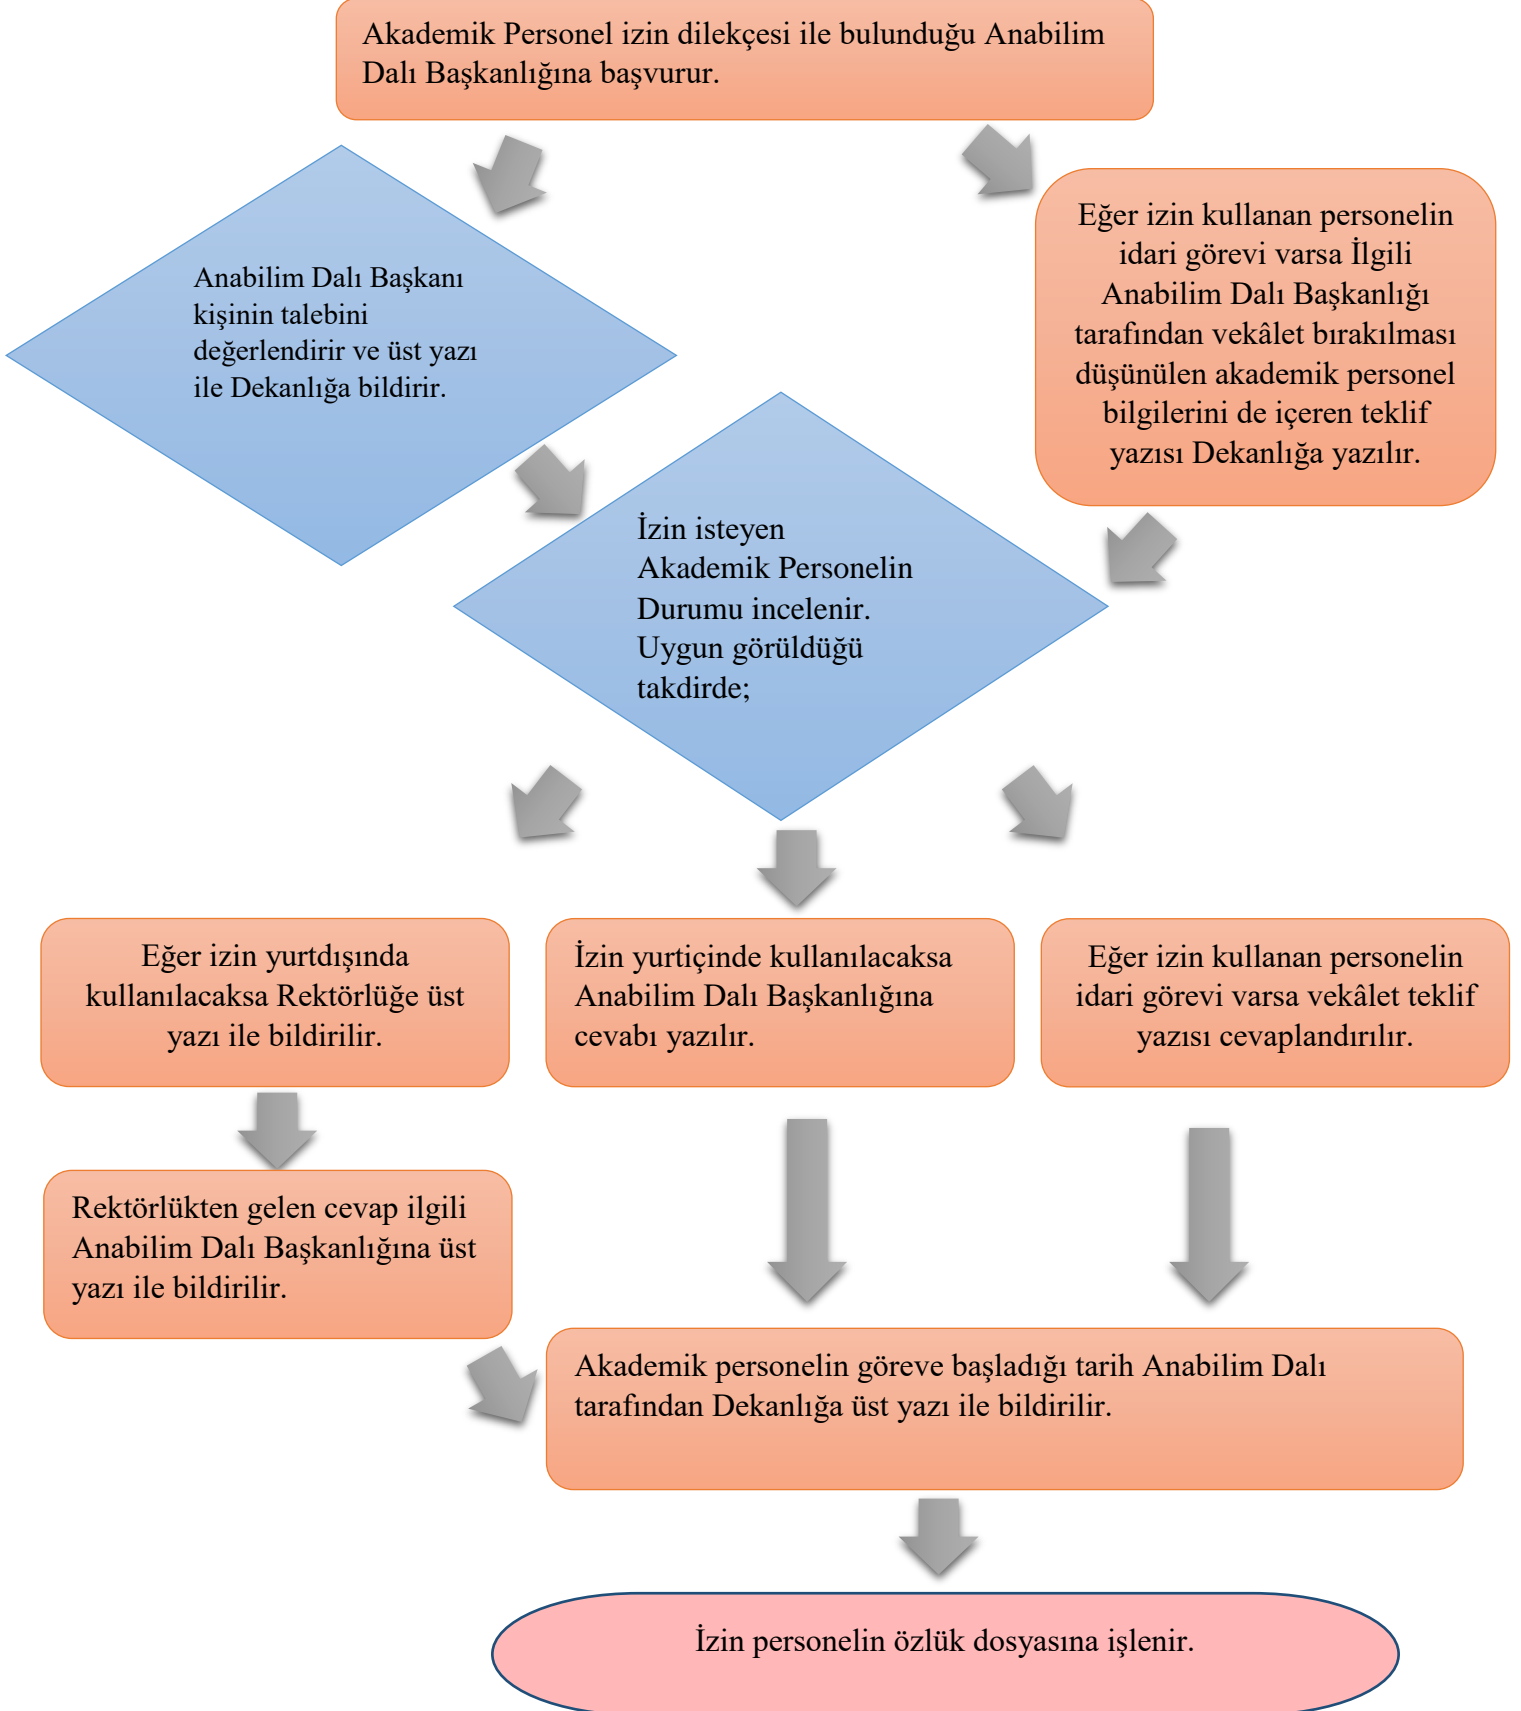 Akademik Personel izin dilekçesi ile bulunduğu Anabilim
Dalı Başkanlığına başvurur.
Anabilim Dalı Başkanı
kişinin talebini
değerlendirir ve üst yazı
ile Dekanlığa bildirir.
Eğer izin kullanan personelin
idari görevi varsa İlgili
Anabilim Dalı Başkanlığı
tarafından vekâlet bırakılması
düşünülen akademik personel
bilgilerini de içeren teklif
yazısı Dekanlığa yazılır.
İzin isteyen
Akademik Personelin
Durumu incelenir.
Uygun görüldüğü
takdirde;
Eğer izin yurtdışında
kullanılacaksa Rektörlüğe üst
yazı ile bildirilir.
İzin yurtiçinde kullanılacaksa
Anabilim Dalı Başkanlığına
cevabı yazılır.
Eğer izin kullanan personelin
idari görevi varsa vekâlet teklif
yazısı cevaplandırılır.
Rektörlükten gelen cevap ilgili
Anabilim Dalı Başkanlığına üst
yazı ile bildirilir.
Akademik personelin göreve başladığı tarih Anabilim Dalı
tarafından Dekanlığa üst yazı ile bildirilir.
İzin personelin özlük dosyasına işlenir.